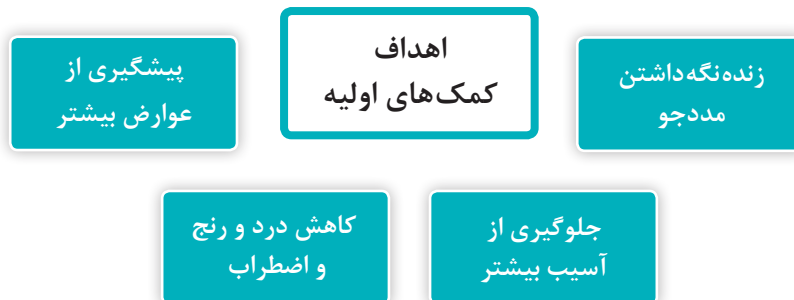 اهداف
کمک‌های اولیه
زنده‌نگه‌داشتن
مددجو
پیشگیری از
عوارض بیشتر
جلوگیری از
آسیب بیشتر
کاهش درد و رنج
و اضطراب